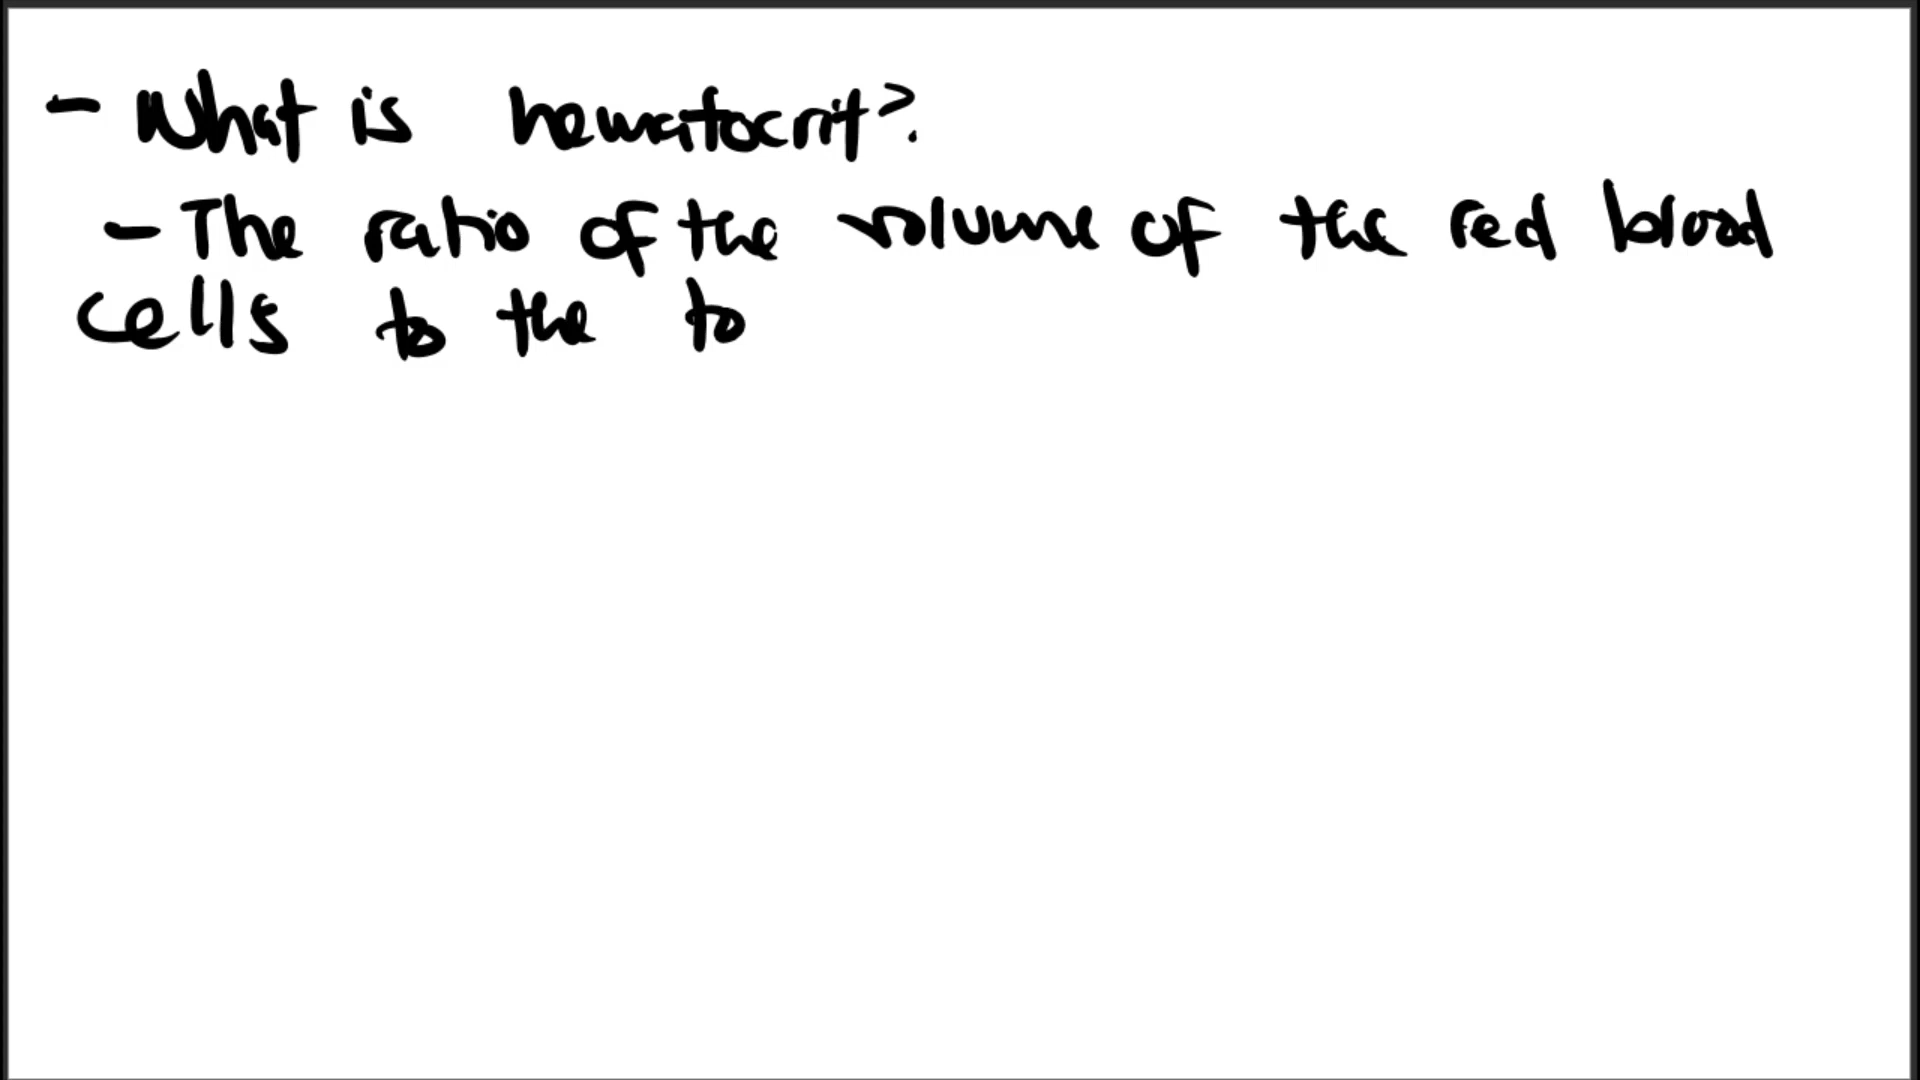 - What is hematocrit?
- The ratio of the volume of the red blood
cells to the to